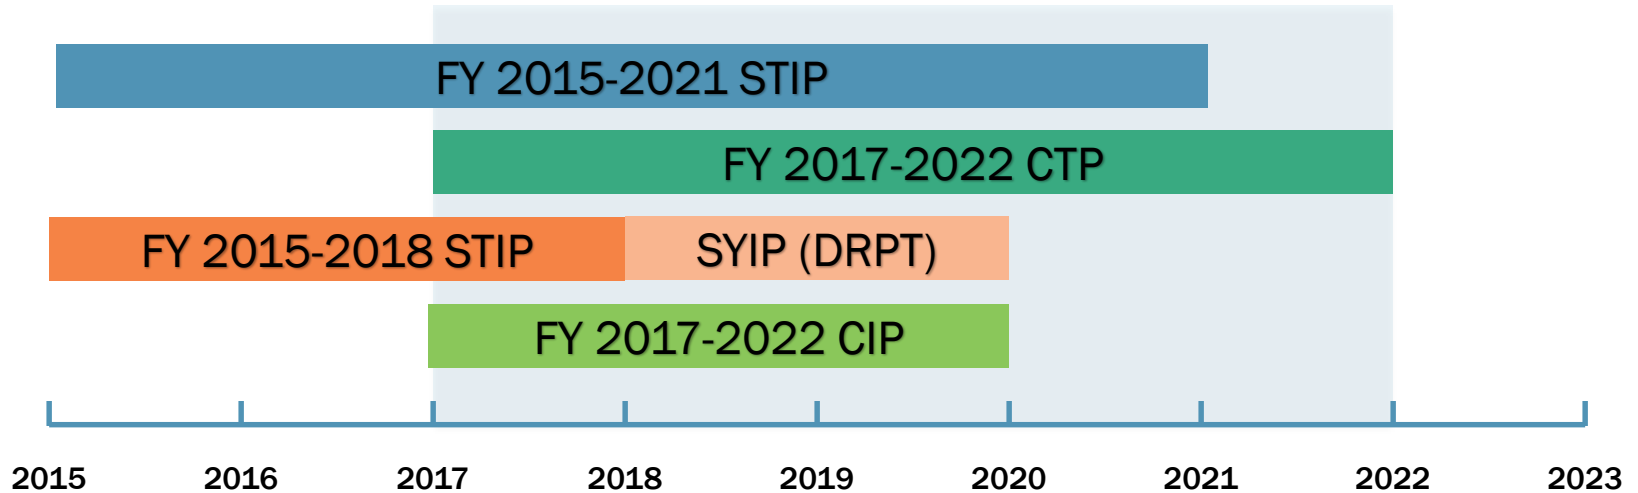 FY 2015-2021 STIP
FY 2017-2022 CTP
FY 2015-2018 STIP SYIP (DRPT)
FY 2017-2022 CIP
2015 2016 2017 2018 2019 2020 2021 2022 2023